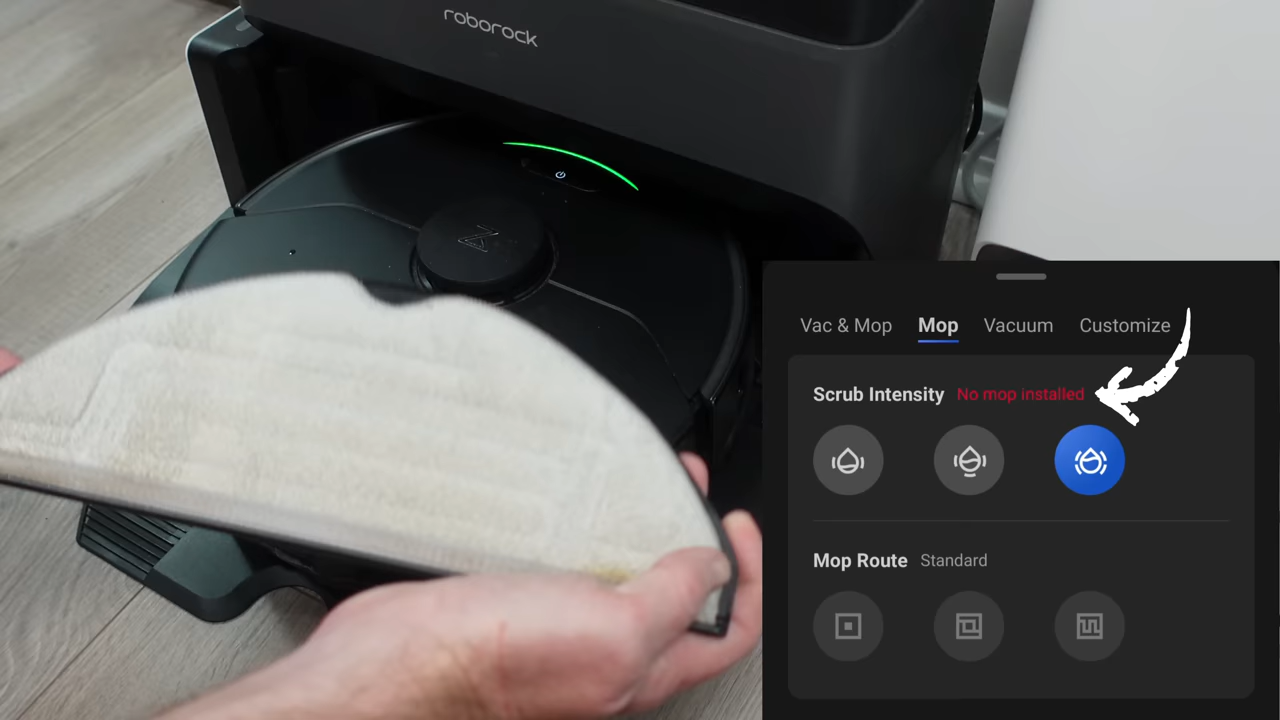 roborock
Vac & Mop Mop Vacuum Customize
Scrub Intensity No mop installed
Mop Route Standard